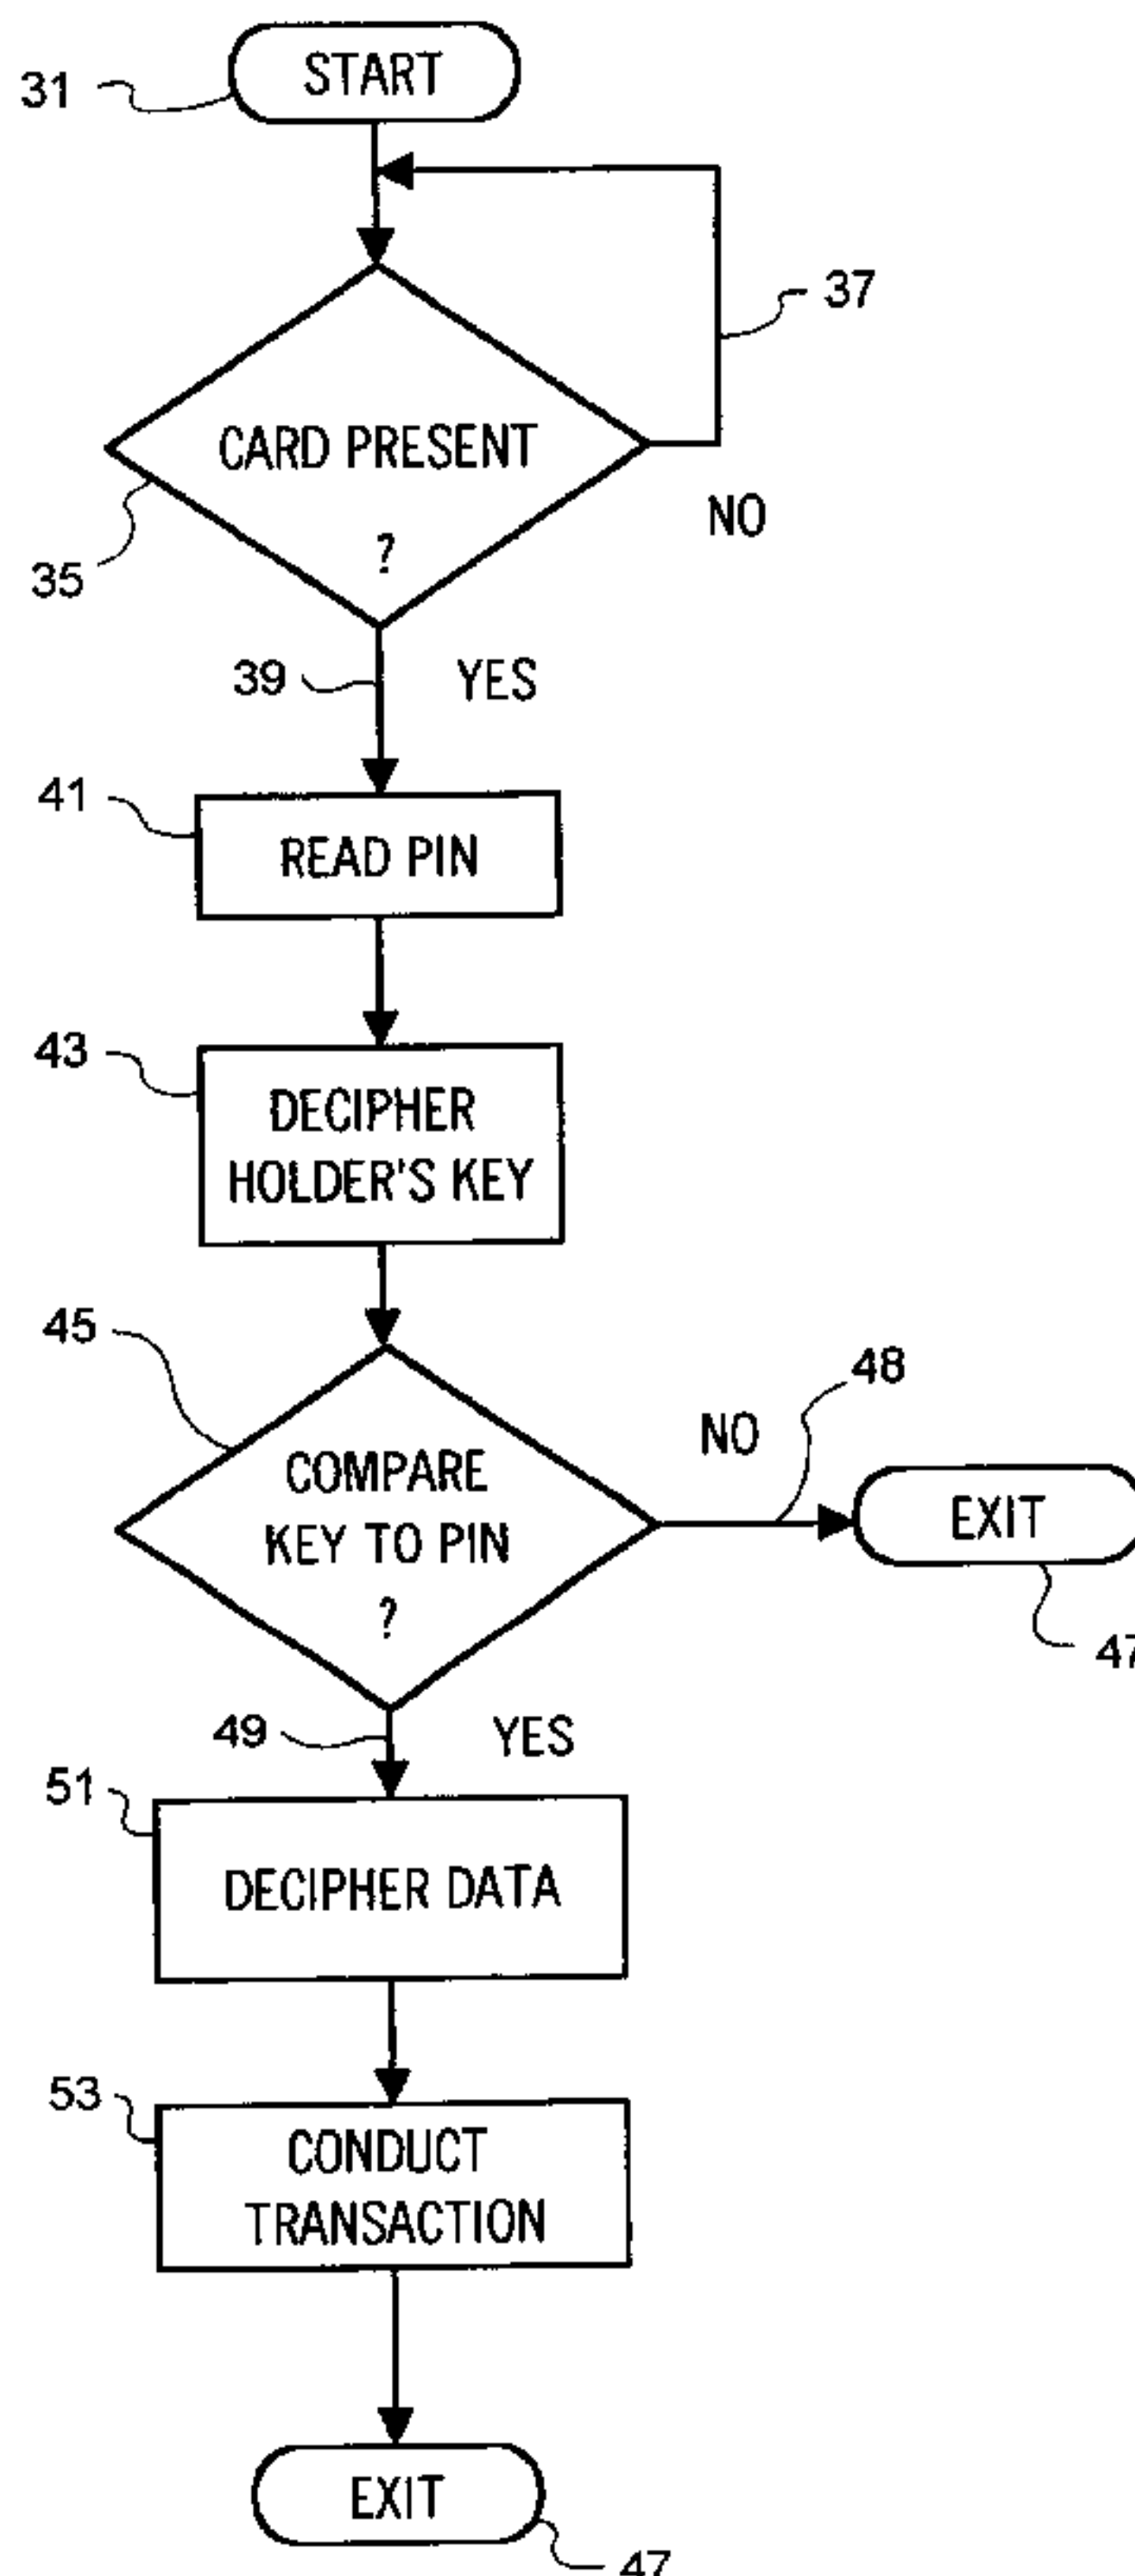 START
31
37
CARD PRESENT
?
NO
35
39
YES
41
READ PIN
43
DECIPHER
HOLDER'S KEY
45
48
NO
COMPARE
KEY TO PIN
?
EXIT
47
49
YES
51
DECIPHER DATA
53
CONDUCT
TRANSACTION
EXIT
47